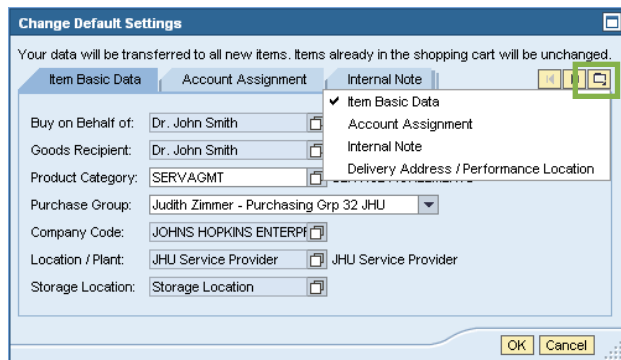 Change Default Settings
Your data will be transferred to all new items. Items already in the shopping cart will be unchanged.
Item Basic Data Account Assignment Internal Note
Item Basic Data
Account Assignment
Internal Note
Delivery Address / Performance Location
Buy on Behalf of: Dr. John Smith
Goods Recipient: Dr. John Smith
Product Category: SERVAGMT
Purchase Group: Judith Zimmer - Purchasing Grp 32 JHU
Company Code: JOHNS HOPKINS ENTERPR
Location / Plant: JHU Service Provider JHU Service Provider
Storage Location: Storage Location
OK Cancel